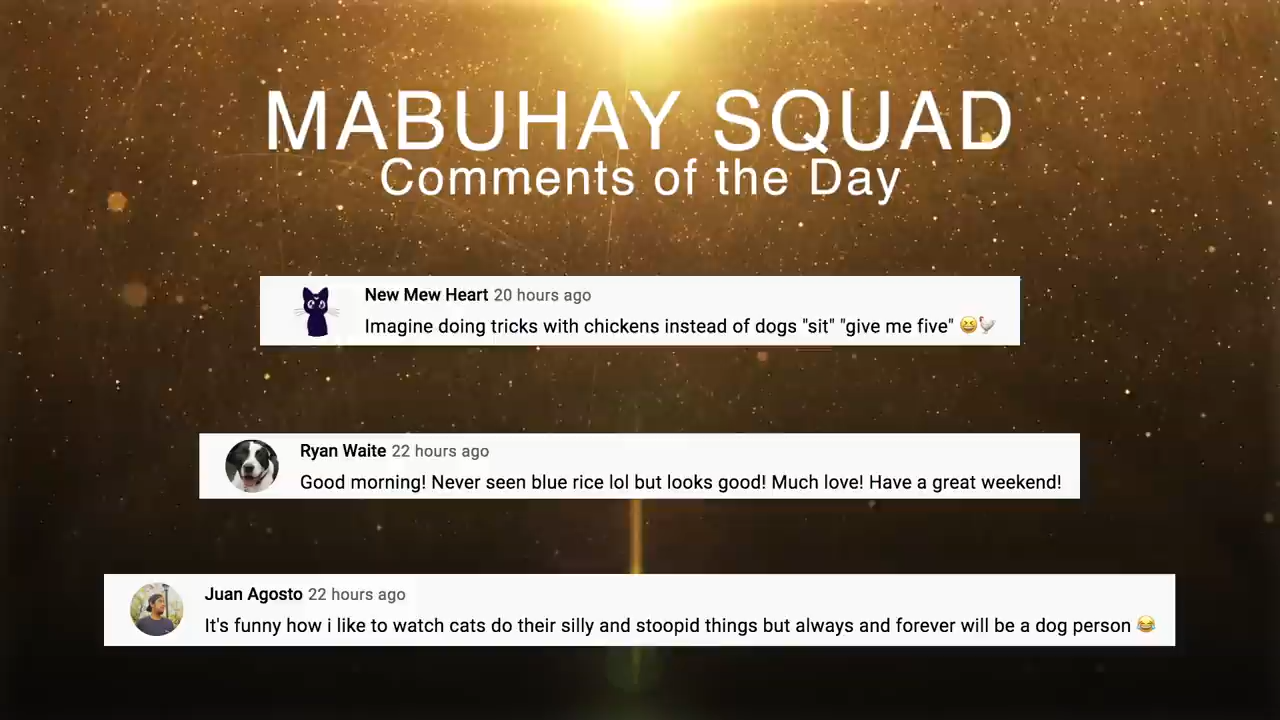 MABUHAY SQUAD
Comments of the Day
New Mew Heart 20 hours ago
Imagine doing tricks with chickens instead of dogs "sit" "give me five" 😆🐓
Ryan Waite 22 hours ago
Good morning! Never seen blue rice lol but looks good! Much love! Have a great weekend!
Juan Agosto 22 hours ago
It's funny how i like to watch cats do their silly and stoopid things but always and forever will be a dog person 😂